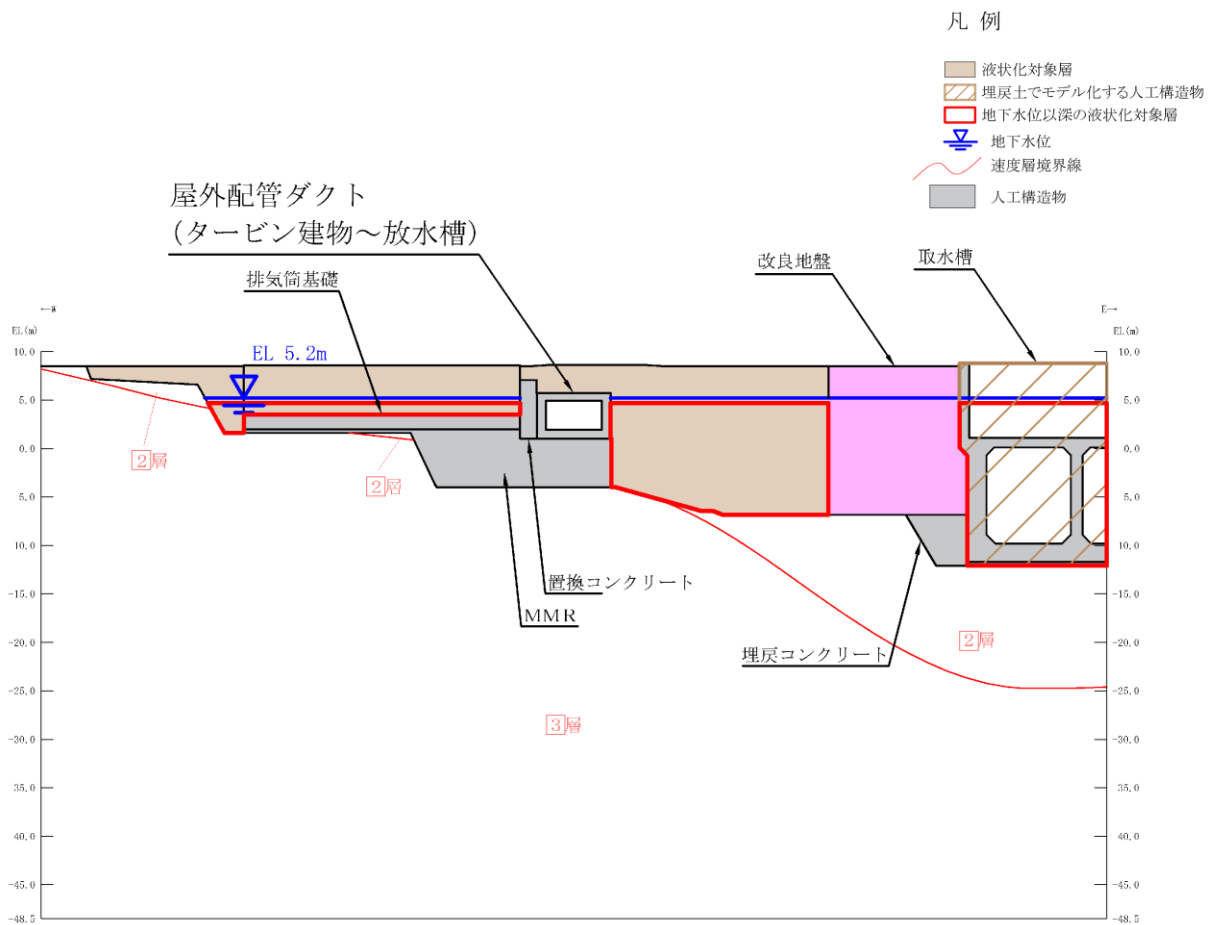 凡 例
液状化対象層
埋戻土でモデル化する人工構造物
地下水位以深の液状化対象層
地下水位
速度層境界線
人工構造物
屋外配管ダクト
(タービン建物～放水槽)
排気筒基礎
改良地盤
取水槽
←W
E→
EL(m)
EL(m)
EL 5.2m
10.0
10.0
5.0
5.0
0.0
0.0
2層
2層
5.0
5.0
10.0
10.0
置換コンクリート
-15.0
-15.0
MMR
2層
埋戻コンクリート
-20.0
-20.0
-25.0
-25.0
3層
-30.0
-30.0
35.0
35.0
40.0
40.0
-45.0
-45.0
-48.5
-48.5